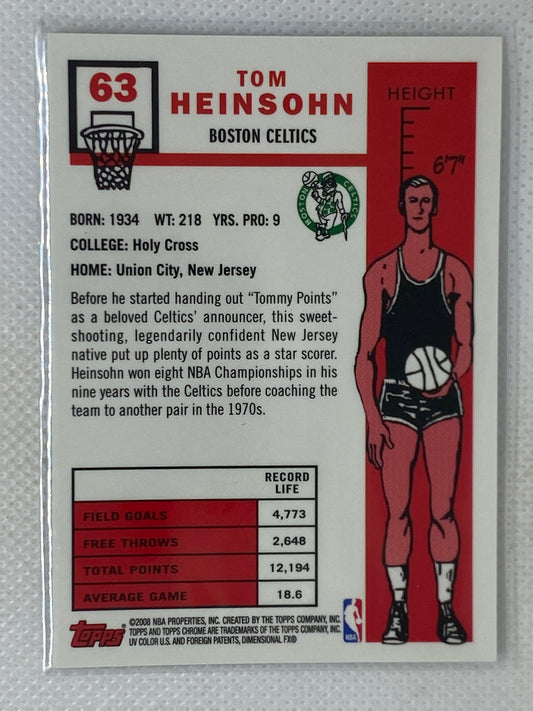 63
TOM
HEINSOHN
BOSTON CELTICS
HEIGHT
6'7"
BOSTON CELTICS
BORN: 1934 WT: 218 YRS. PRO: 9
COLLEGE: Holy Cross
HOME: Union City, New Jersey
Before he started handing out “Tommy Points”
as a beloved Celtics’ announcer, this sweet-
shooting, legendarily confident New Jersey
native put up plenty of points as a star scorer.
Heinsohn won eight NBA Championships in his
nine years with the Celtics before coaching the
team to another pair in the 1970s.
RECORD
LIFE
FIELD GOALS 4,773
FREE THROWS 2,648
TOTAL POINTS 12,194
AVERAGE GAME 18.6
Topps
©2008 NBA PROPERTIES, INC. CREATED BY THE TOPPS COMPANY, INC.
TOPPS AND TOPPS CHROME ARE TRADEMARKS OF THE TOPPS COMPANY, INC.
UV COLOR U.S. AND FOREIGN PATENTS, DIMENSIONAL FX®
NBA